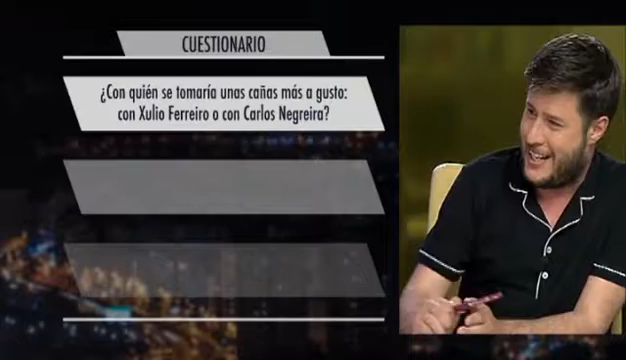 CUESTIONARIO
¿Con quién se tomaría unas cañas más a gusto:
con Xulio Ferreiro o con Carlos Negreira?